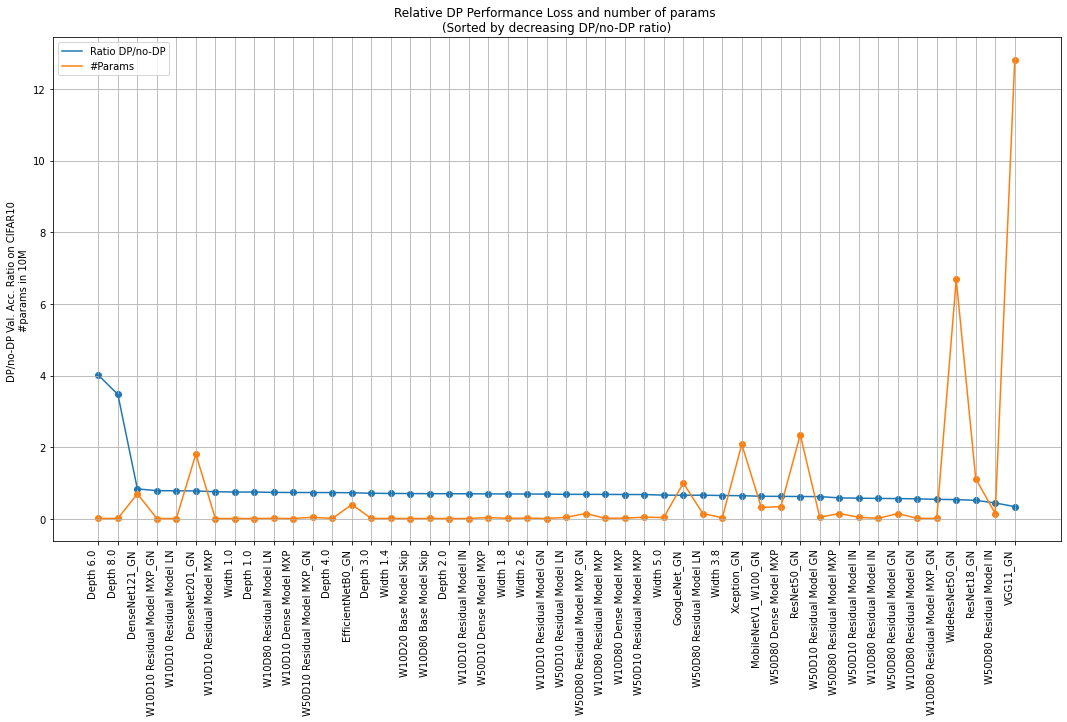 Relative DP Performance Loss and number of params
(Sorted by decreasing DP/no-DP ratio)
Ratio DP/no-DP
#Params
DP/no-DP Val. Acc. Ratio on CIFAR10
#params in 10M
12
10
8
6
4
2
0
Depth 6.0
Depth 8.0
DenseNet121_GN
W10D10 Residual Model MXP_GN
W10D10 Residual Model LN
DenseNet201_GN
W10D10 Residual Model MXP
Width 1.0
Depth 1.0
W10D80 Residual Model LN
W10D10 Dense Model MXP
W50D10 Residual Model MXP_GN
Depth 4.0
EfficientNetB0_GN
Depth 3.0
Width 1.4
W10D20 Base Model Skip
W10D80 Base Model Skip
Depth 2.0
W10D10 Residual Model IN
W50D10 Dense Model MXP
Width 1.8
Width 2.6
W10D10 Residual Model GN
W50D10 Residual Model LN
W50D80 Residual Model MXP_GN
W10D80 Residual Model MXP
W10D80 Dense Model MXP
W50D10 Residual Model MXP
Width 5.0
GoogLeNet_GN
W50D80 Residual Model LN
Width 3.8
Xception_GN
MobileNetV1_W100_GN
W50D80 Dense Model MXP
ResNet50_GN
W50D10 Residual Model GN
W50D80 Residual Model MXP
W50D10 Residual Model IN
W10D80 Residual Model IN
W50D80 Residual Model GN
W10D80 Residual Model GN
W10D80 Residual Model MXP_GN
WideResNet50_GN
ResNet18_GN
W50D80 Residual Model IN
VGG11_GN